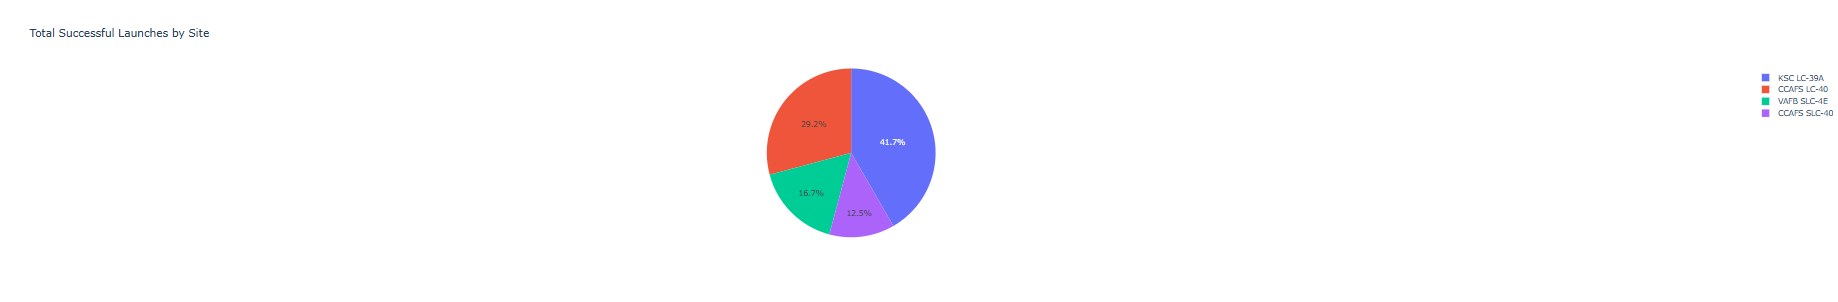 Total Successful Launches by Site
KSC LC-39A
CCAFS LC-40
VAFB SLC-4E
CCAFS SLC-40
29.2%
41.7%
16.7%
12.5%